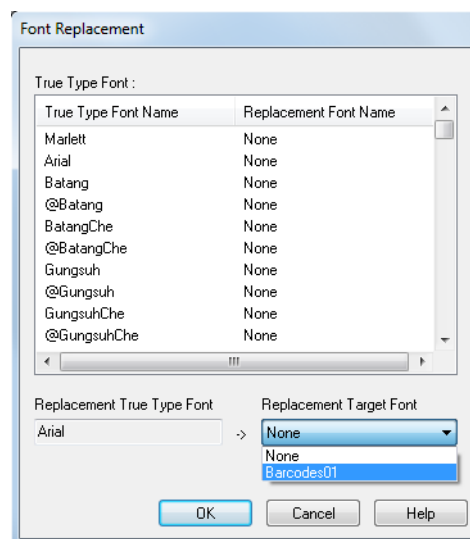 Font Replacement
True Type Font :
True Type Font Name Replacement Font Name
Marlett None
Arial None
Batang None
@Batang None
BatangChe None
@BatangChe None
Gungsuh None
@Gungsuh None
GungsuhChe None
@GungsuhChe None
Replacement True Type Font Replacement Target Font
Arial -> None
None
Barcodes01
OK Cancel Help